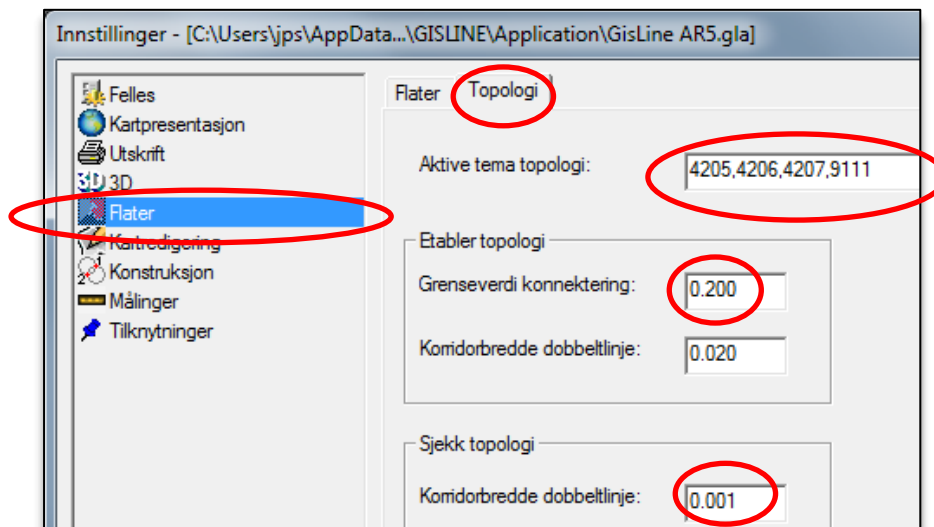 Innstillinger - [C:\Users\jps\AppData...\GISLINE\Application\GisLine AR5.gla]
Felles
Kartpresentasjon
Utskrift
3D
Flater
Kartredigering
Konstruksjon
Målinger
Tilknytninger
Flater Topologi
Aktive tema topologi: 4205,4206,4207,9111
Etabler topologi
Grenseverdi konnektering: 0.200
Korridorbredde dobbeltlinje: 0.020
Sjekk topologi
Korridorbredde dobbeltlinje: 0.001